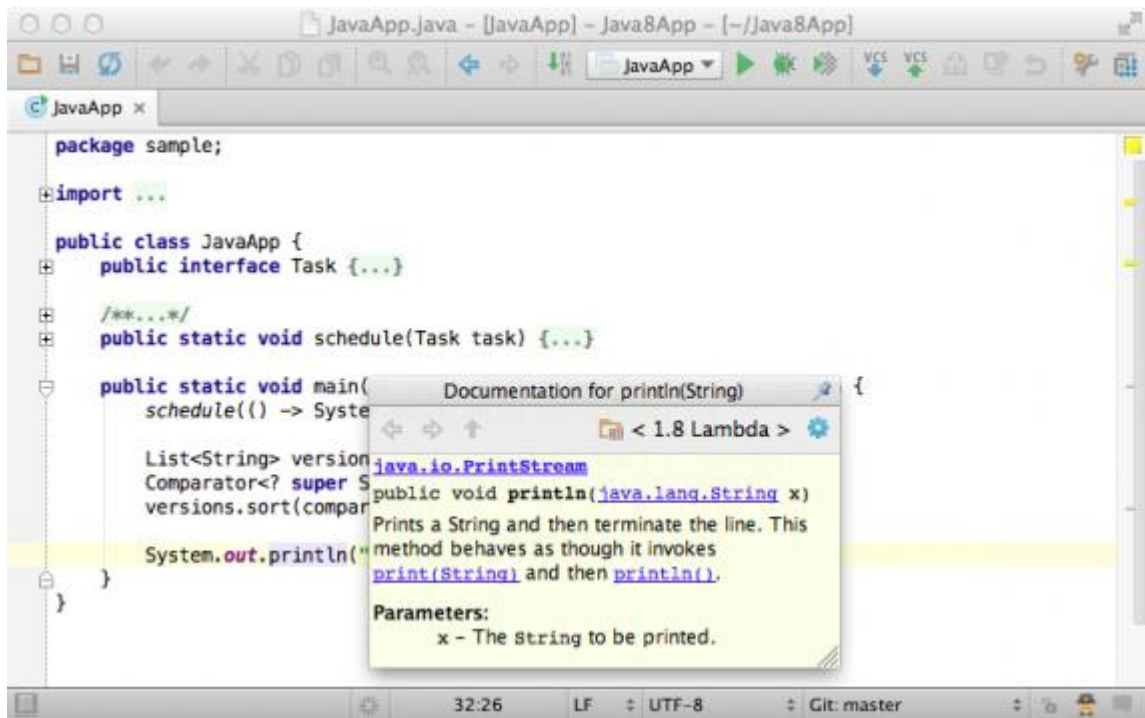 JavaApp.java – [JavaApp] – Java8App – [~/Java8App]
JavaApp
VCS VCS
JavaApp ×
package sample;
import ...
public class JavaApp {
public interface Task {...}
/**...*/
public static void schedule(Task task) {...}
public static void main( {
schedule(() -> Syste
List<String> version
Comparator<? super S
versions.sort(compar
System.out.println("
}
}
Documentation for println(String)
< 1.8 Lambda >
java.io.PrintStream
public void println(java.lang.String x)
Prints a String and then terminate the line. This
method behaves as though it invokes
print(String) and then println().
Parameters:
x – The String to be printed.
32:26 LF UTF-8 Git: master